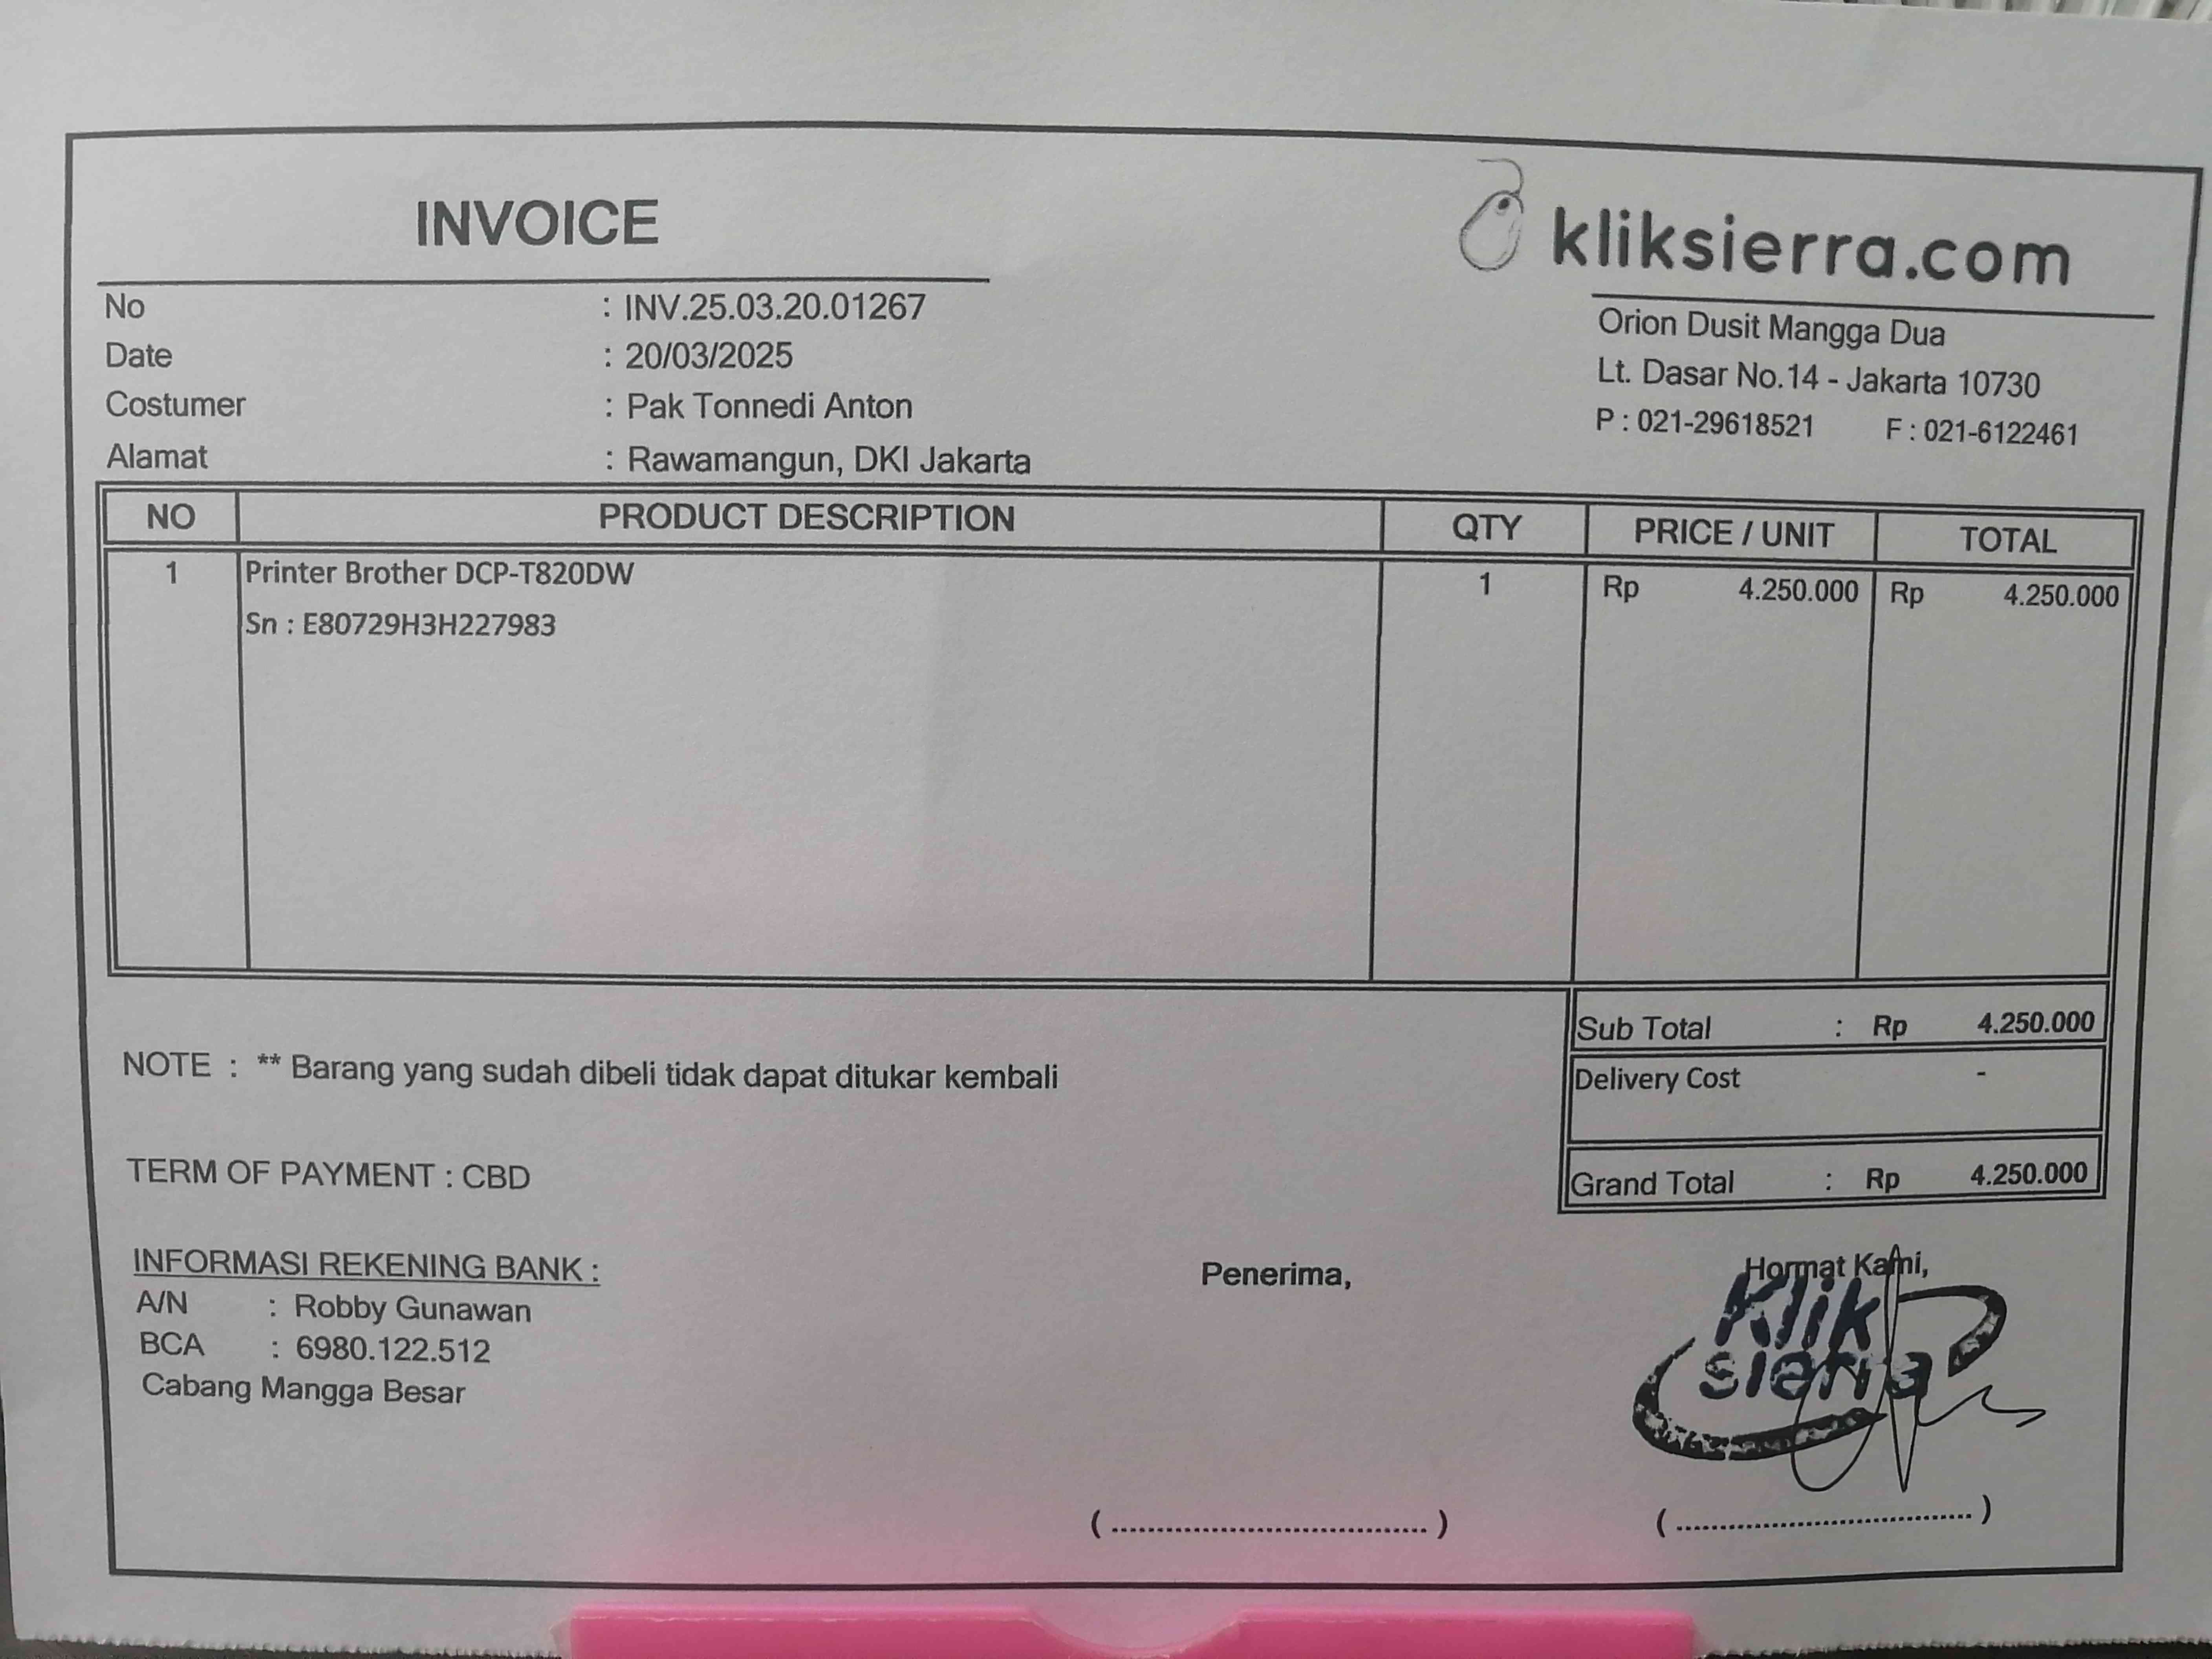 INVOICE
kliksierra.com
Orion Dusit Mangga Dua
Lt. Dasar No.14 - Jakarta 10730
P : 021-29618521 F : 021-6122461
No : INV.25.03.20.01267
Date : 20/03/2025
Costumer : Pak Tonnedi Anton
Alamat : Rawamangun, DKI Jakarta
NO PRODUCT DESCRIPTION QTY PRICE / UNIT TOTAL
1 Printer Brother DCP-T820DW 1 Rp 4.250.000 Rp 4.250.000
Sn : E80729H3H227983
Sub Total : Rp 4.250.000
Delivery Cost -
Grand Total : Rp 4.250.000
NOTE : ** Barang yang sudah dibeli tidak dapat ditukar kembali
TERM OF PAYMENT : CBD
INFORMASI REKENING BANK :
A/N : Robby Gunawan
BCA : 6980.122.512
Cabang Mangga Besar
Penerima,
(....................................)
Hormat Kami,
Klik
sierra
(....................................)